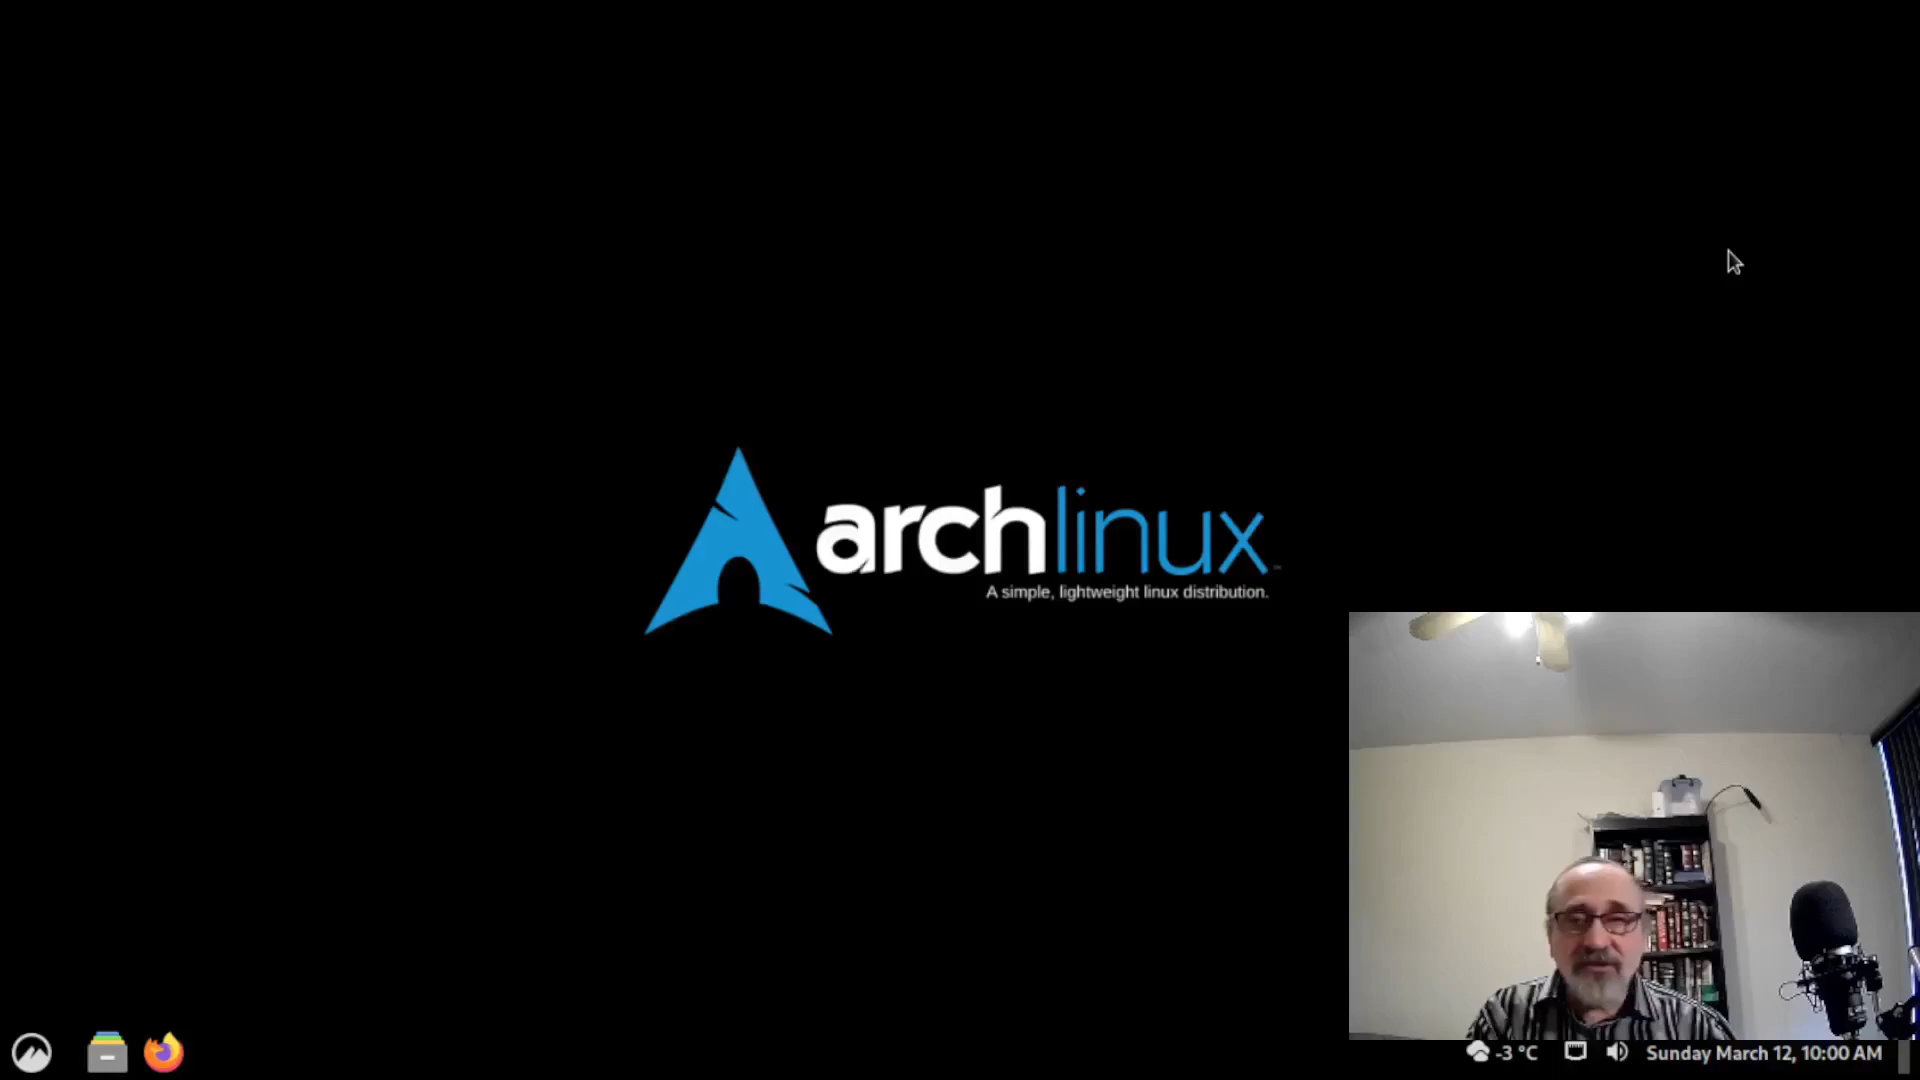 archlinux
A simple, lightweight linux distribution.
-3 °C Sunday March 12, 10:00 AM